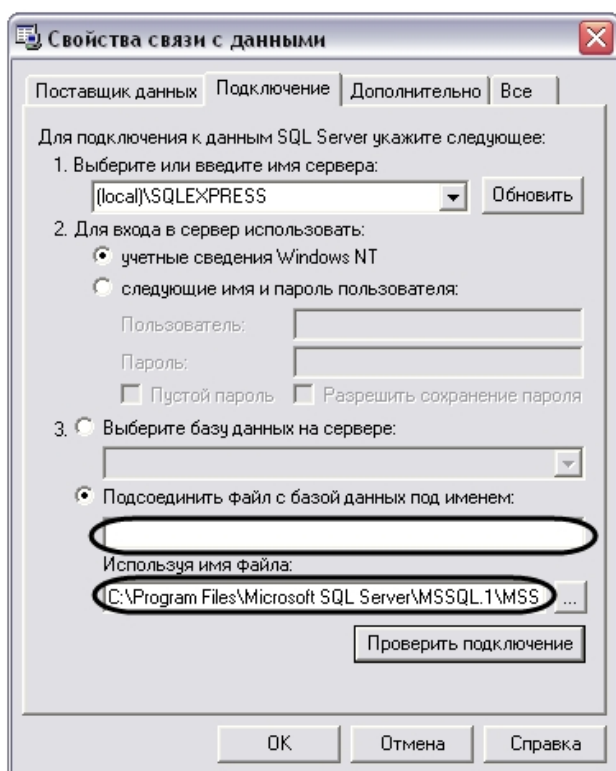 Свойства связи с данными
Поставщик данных Подключение Дополнительно Все
Для подключения к данным SQL Server укажите следующее:
1. Выберите или введите имя сервера:
(local)\SQLEXPRESS Обновить
2. Для входа в сервер использовать:
учетные сведения Windows NT
следующие имя и пароль пользователя:
Пользователь:
Пароль:
Пустой пароль Разрешить сохранение пароля
3. Выберите базу данных на сервере:
Подсоединить файл с базой данных под именем:
Используя имя файла:
C:\Program Files\Microsoft SQL Server\MSSQL.1\MSS ...
Проверить подключение
OK Отмена Справка